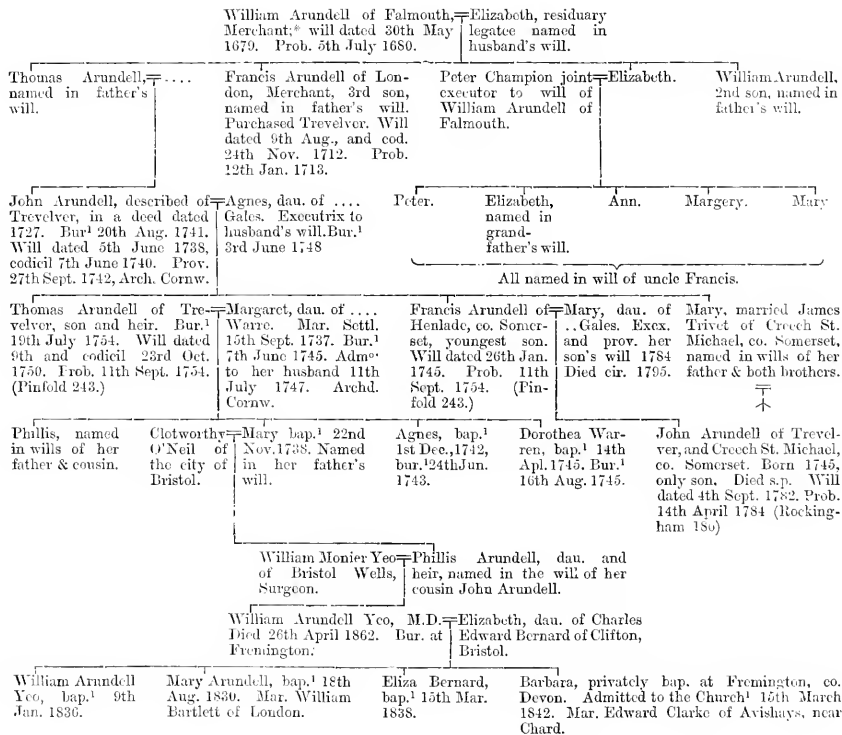 William Arundell of Falmouth,
Merchant;* will dated 30th May
1679. Prob. 5th July 1680.
Elizabeth, residuary
legatee named in
husband's will.
Thomas Arundell,
named in father's
will.
....
Francis Arundell of Lon-
don, Merchant, 3rd son,
named in father's will.
Purchased Trevelver. Will
dated 9th Aug., and cod.
24th Nov. 1712. Prob.
12th Jan. 1713.
Peter Champion joint
executor to will of
William Arundell of
Falmouth.
Elizabeth.
William Arundell,
2nd son, named in
father's will.
John Arundell, described of
Trevelver, in a deed dated
1727. Bur¹ 20th Aug. 1741.
Will dated 5th June 1738,
codicil 7th June 1740. Prov.
27th Sept. 1742, Arch. Cornw.
Agnes, dau. of ....
Gales. Executrix to
husband's will. Bur.¹
3rd June 1748
Peter.
Elizabeth,
named in
grand-
father's will.
Ann.
Margery.
Mary
All named in will of uncle Francis.
Thomas Arundell of Tre-
velver, son and heir. Bur.¹
19th July 1754. Will dated
9th and codicil 23rd Oct.
1750. Prob. 11th Sept. 1754.
(Pinfold 243.)
Margaret, dau. of ....
Warre. Mar. Settl.
15th Sept. 1737. Bur.¹
7th June 1745. Admᵒⁿ
to her husband 11th
July 1747. Archd.
Cornw.
Francis Arundell of
Henlade, co. Somer-
set, youngest son.
Will dated 26th Jan.
1745. Prob. 11th
Sept. 1754. (Pin-
fold 243.)
Mary, dau. of
..Gales. Excx.
and prov. her
son's will 1784
Died cir. 1795.
Mary, married James
Trivet of Creech St.
Michael, co. Somerset,
named in wills of her
father & both brothers.
Phillis, named
in wills of her
father & cousin.
Clotworthy
O'Neil of
the city of
Bristol.
Mary bap.¹ 22nd
Nov. 1738. Named
in her father's
will.
Agnes, bap.¹
1st Dec., 1742,
bur.¹ 24th Jun.
1743.
Dorothea War-
ren, bap.¹ 14th
Apl. 1745. Bur.¹
16th Aug. 1745.
John Arundell of Trevel-
ver, and Creech St. Michael,
co. Somerset. Born 1745,
only son. Died s.p. Will
dated 4th Sept. 1782. Prob.
14th April 1784 (Rocking-
ham
William Monier Yeo
of Bristol Wells,
Surgeon.
Phillis Arundell, dau. and
heir, named in the will of her
cousin John Arundell.
William Arundell Yeo, M.D.
Died 26th April 1862. Bur. at
Fremington.
Elizabeth, dau. of Charles
Edward Bernard of Clifton,
Bristol.
William Arundell
Yeo, bap.¹ 9th
Jan. 1836.
Mary Arundell, bap.¹ 18th
Aug. 1830. Mar. William
Bartlett of London.
Eliza Bernard,
bap.¹ 15th Mar.
1838.
Barbara, privately bap. at Fremington, co.
Devon. Admitted to the Church¹ 15th March
1842. Mar. Edward Clarke of Avishays, near
Chard.